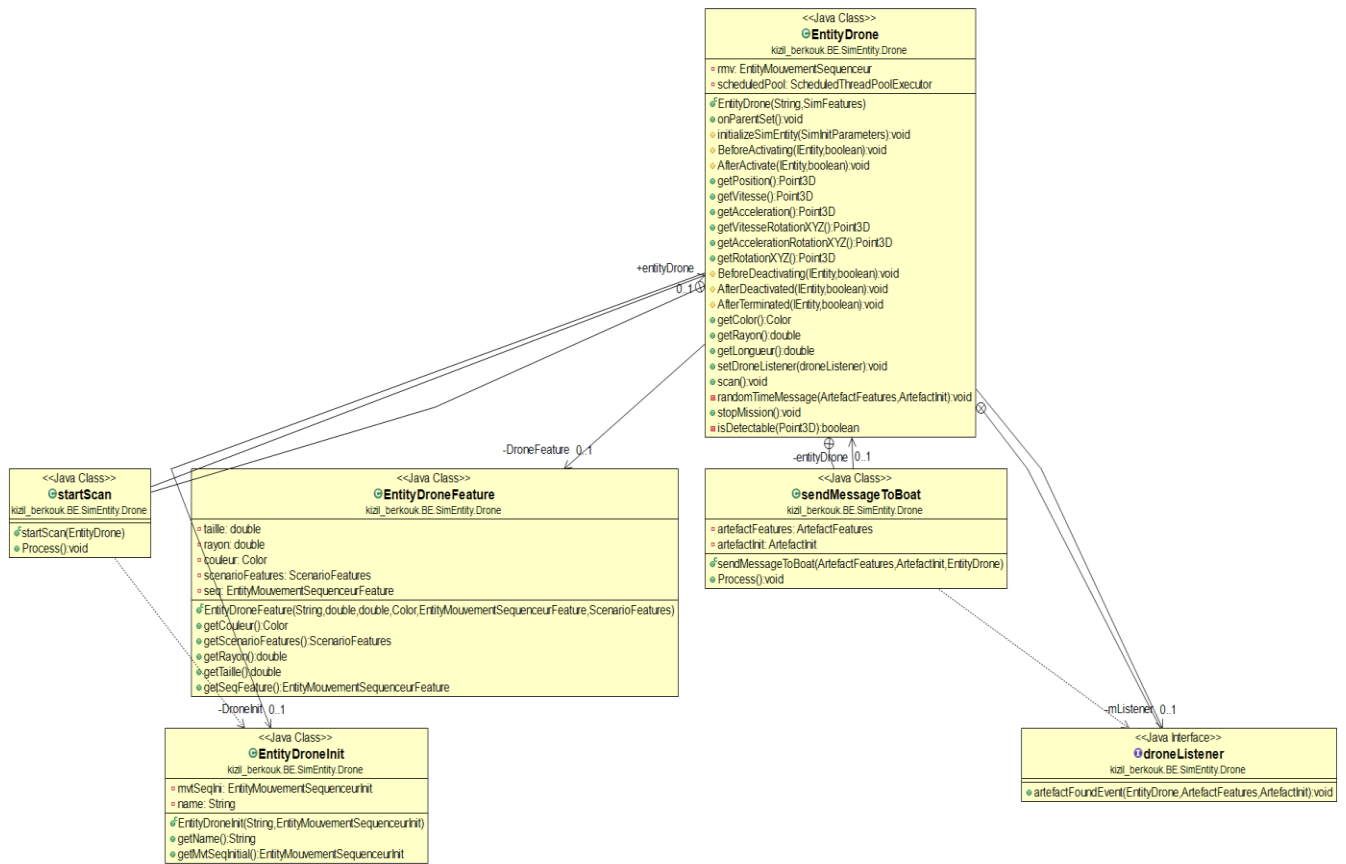 <<Java Class>>
EntityDrone
kizil_berkouk.BE.SimEntity.Drone
rmv: EntityMouvementSequenceur
scheduledPool: ScheduledThreadPoolExecutor
EntityDrone(String,SimFeatures)
onParentSet():void
initializeSimEntity(SimInitParameters):void
BeforeActivating(IEntity,boolean):void
AfterActivate(IEntity,boolean):void
getPosition():Point3D
getVitesse():Point3D
getAcceleration():Point3D
getVitesseRotationXYZ():Point3D
getAccelerationRotationXYZ():Point3D
getRotationXYZ():Point3D
BeforeDeactivating(IEntity,boolean):void
AfterDeactivated(IEntity,boolean):void
AfterTerminated(IEntity,boolean):void
getColor():Color
getRayon():double
getLongueur():double
setDroneListener(droneListener):void
scan():void
randomTimeMessage(ArtefactFeatures,ArtefactInit):void
stopMission():void
isDetectable(Point3D):boolean
+entityDrone
0..1
-DroneFeature 0..1
-entityDrone 0..1
<<Java Class>>
startScan
kizil_berkouk.BE.SimEntity.Drone
startScan(EntityDrone)
Process():void
<<Java Class>>
EntityDroneFeature
kizil_berkouk.BE.SimEntity.Drone
taille: double
rayon: double
couleur: Color
scenarioFeatures: ScenarioFeatures
seq: EntityMouvementSequenceurFeature
EntityDroneFeature(String,double,double,Color,EntityMouvementSequenceurFeature,ScenarioFeatures)
getCouleur():Color
getScenarioFeatures():ScenarioFeatures
getRayon():double
getTaille():double
getSeqFeature():EntityMouvementSequenceurFeature
<<Java Class>>
sendMessageToBoat
kizil_berkouk.BE.SimEntity.Drone
artefactFeatures: ArtefactFeatures
artefactInit: ArtefactInit
sendMessageToBoat(ArtefactFeatures,ArtefactInit,EntityDrone)
Process():void
-DroneInit 0..1
-mListener 0..1
<<Java Class>>
EntityDroneInit
kizil_berkouk.BE.SimEntity.Drone
mvtSeqIni: EntityMouvementSequenceurInit
name: String
EntityDroneInit(String,EntityMouvementSequenceurInit)
getName():String
getMvtSeqInitial():EntityMouvementSequenceurInit
<<Java Interface>>
droneListener
kizil_berkouk.BE.SimEntity.Drone
artefactFoundEvent(EntityDrone,ArtefactFeatures,ArtefactInit):void